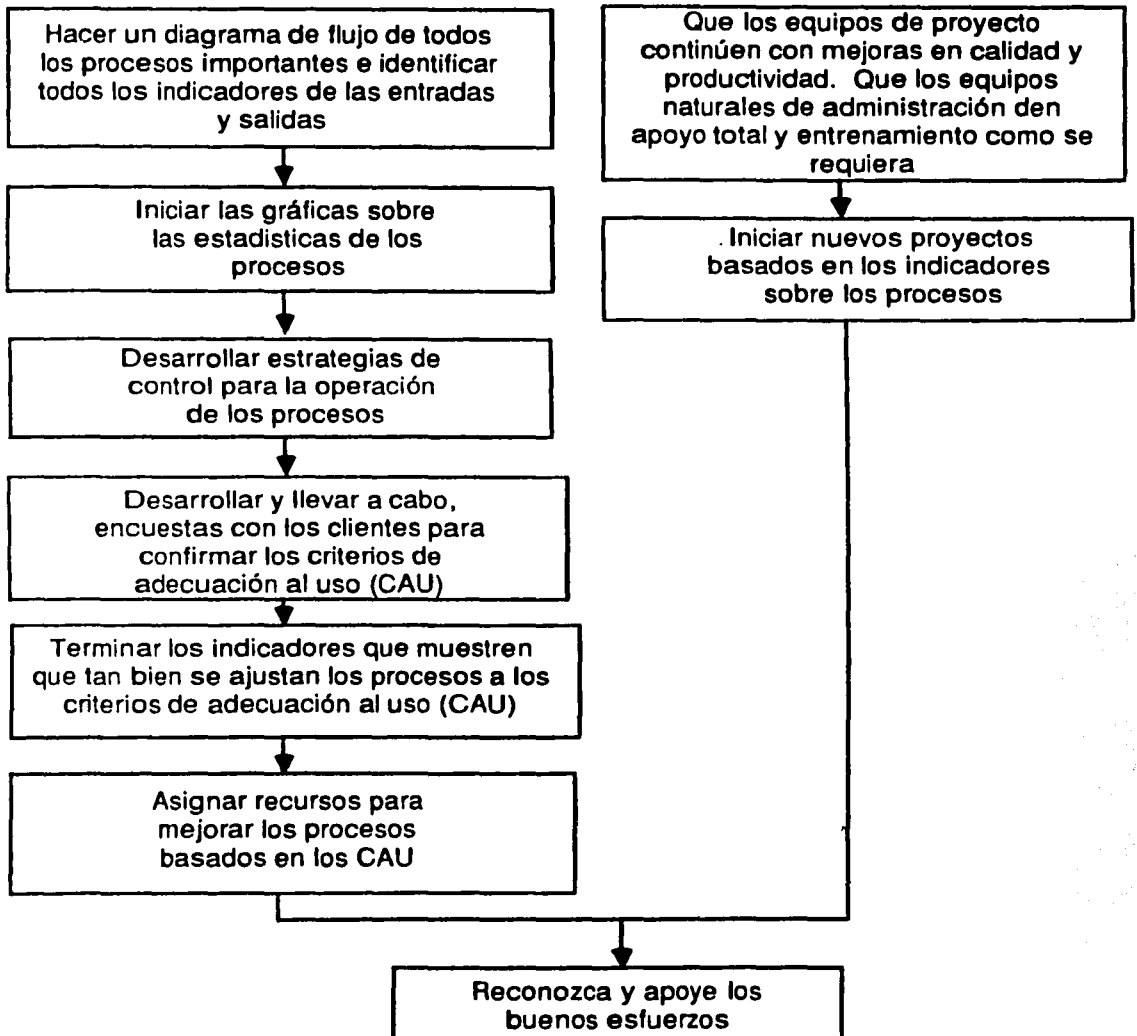 Hacer un diagrama de flujo de todos
los procesos importantes e identificar
todos los indicadores de las entradas
y salidas
Iniciar las gráficas sobre
las estadisticas de los
procesos
Desarrollar estrategias de
control para la operación
de los procesos
Desarrollar y llevar a cabo,
encuestas con los clientes para
confirmar los criterios de
adecuación al uso (CAU)
Terminar los indicadores que muestren
que tan bien se ajustan los procesos a los
criterios de adecuación al uso (CAU)
Asignar recursos para
mejorar los procesos
basados en los CAU
Que los equipos de proyecto
continúen con mejoras en calidad y
productividad. Que los equipos
naturales de administración den
apoyo total y entrenamiento como se
requiera
Iniciar nuevos proyectos
basados en los indicadores
sobre los procesos
Reconozca y apoye los
buenos esfuerzos